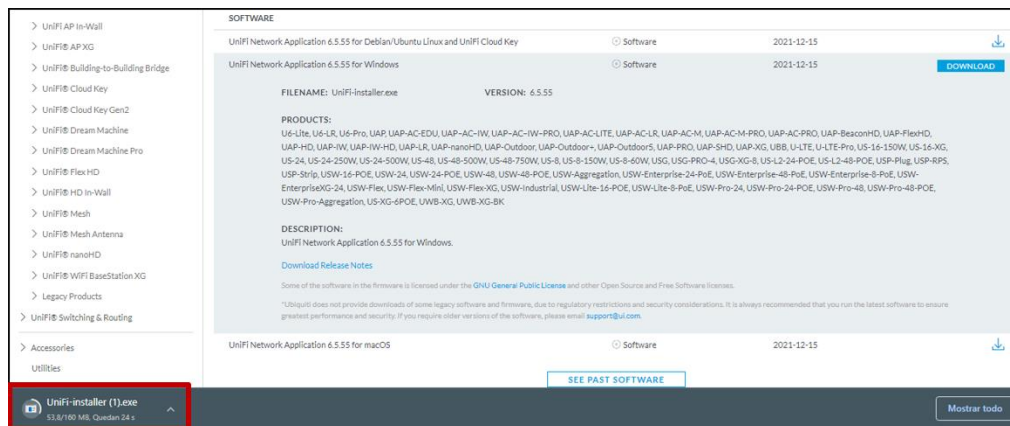 > UniFi AP In-Wall
> UniFi® AP XG
> UniFi® Building-to-Building Bridge
> UniFi® Cloud Key
> UniFi® Cloud Key Gen2
> UniFi® Dream Machine
> UniFi® Dream Machine Pro
> UniFi® Flex HD
> UniFi® HD In-Wall
> UniFi® Mesh
> UniFi® Mesh Antenna
> UniFi® nanoHD
> UniFi® WiFi BaseStation XG
> Legacy Products
> UniFi® Switching & Routing
> Accessories
Utilities
SOFTWARE
UniFi Network Application 6.5.55 for Debian/Ubuntu Linux and UniFi Cloud Key Software 2021-12-15
UniFi Network Application 6.5.55 for Windows Software 2021-12-15 DOWNLOAD
FILENAME: UniFi-installer.exe VERSION: 6.5.55
PRODUCTS:
U6-Lite, U6-LR, U6-Pro, UAP, UAP-AC-EDU, UAP-AC-IW, UAP-AC-IW-PRO, UAP-AC-LITE, UAP-AC-LR, UAP-AC-M, UAP-AC-M-PRO, UAP-AC-PRO, UAP-BeaconHD, UAP-FlexHD,
UAP-HD, UAP-IW, UAP-IW-HD, UAP-LR, UAP-nanoHD, UAP-Outdoor, UAP-Outdoor+, UAP-Outdoor5, UAP-PRO, UAP-SHD, UAP-XG, UBB, U-LTE, U-LTE-Pro, US-16-150W, US-16-XG,
US-24, US-24-250W, US-24-500W, US-48, US-48-500W, US-48-750W, US-8, US-8-150W, US-8-60W, USG, USG-PRO-4, USG-XG-8, US-L2-24-POE, US-L2-48-POE, USP-Plug, USP-RPS,
USP-Strip, USW-16-POE, USW-24, USW-24-POE, USW-48, USW-48-POE, USW-Aggregation, USW-Enterprise-24-PoE, USW-Enterprise-48-PoE, USW-Enterprise-8-PoE, USW-
EnterpriseXG-24, USW-Flex, USW-Flex-Mini, USW-Flex-XG, USW-Industrial, USW-Lite-16-POE, USW-Lite-8-PoE, USW-Pro-24, USW-Pro-24-POE, USW-Pro-48, USW-Pro-48-POE,
USW-Pro-Aggregation, US-XG-6POE, UWB-XG, UWB-XG-BK
DESCRIPTION:
UniFi Network Application 6.5.55 for Windows.
Download Release Notes
Some of the software in the firmware is licensed under the GNU General Public License and other Open Source and Free Software licenses.
*Ubiquiti does not provide downloads of some legacy software and firmware, due to regulatory restrictions and security considerations. It is always recommended that you run the latest software to ensure
greatest performance and security. If you require older versions of the software, please email support@ui.com.
UniFi Network Application 6.5.55 for macOS Software 2021-12-15
SEE PAST SOFTWARE
UniFi-installer (1).exe
53,8/160 MB, Quedan 24 s
Mostrar todo